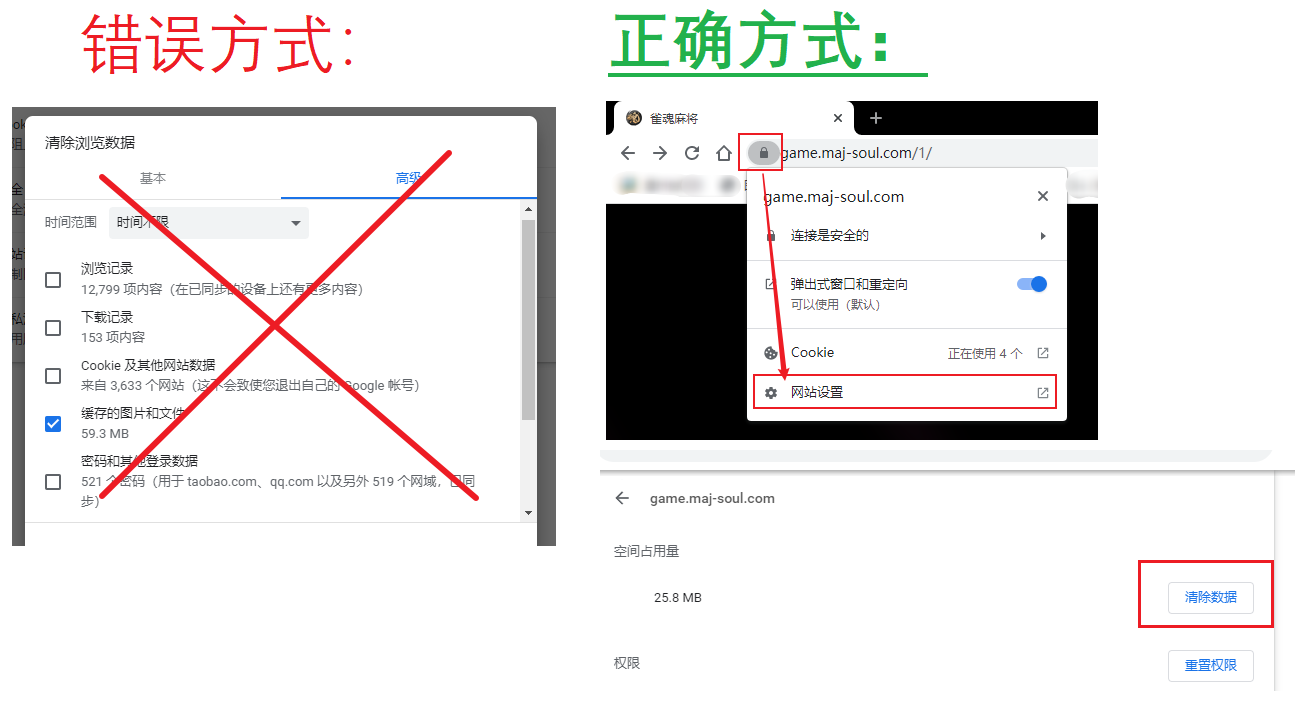 错误方式：
清除浏览数据
基本
高级
时间范围
时间不限
浏览记录
12,799 项内容（在已同步的设备上还有更多内容）
下载记录
153 项内容
Cookie 及其他网站数据
来自 3,633 个网站（这不会致使您退出自己的 Google 帐号）
缓存的图片和文件
59.3 MB
密码和其他登录数据
521 个密码（用于 taobao.com、qq.com 以及另外 519 个网域，已同
步）
正确方式：
雀魂麻将
game.maj-soul.com/1/
game.maj-soul.com
连接是安全的
弹出式窗口和重定向
可以使用（默认）
Cookie
正在使用 4 个
网站设置
game.maj-soul.com
空间占用量
25.8 MB
清除数据
权限
重置权限